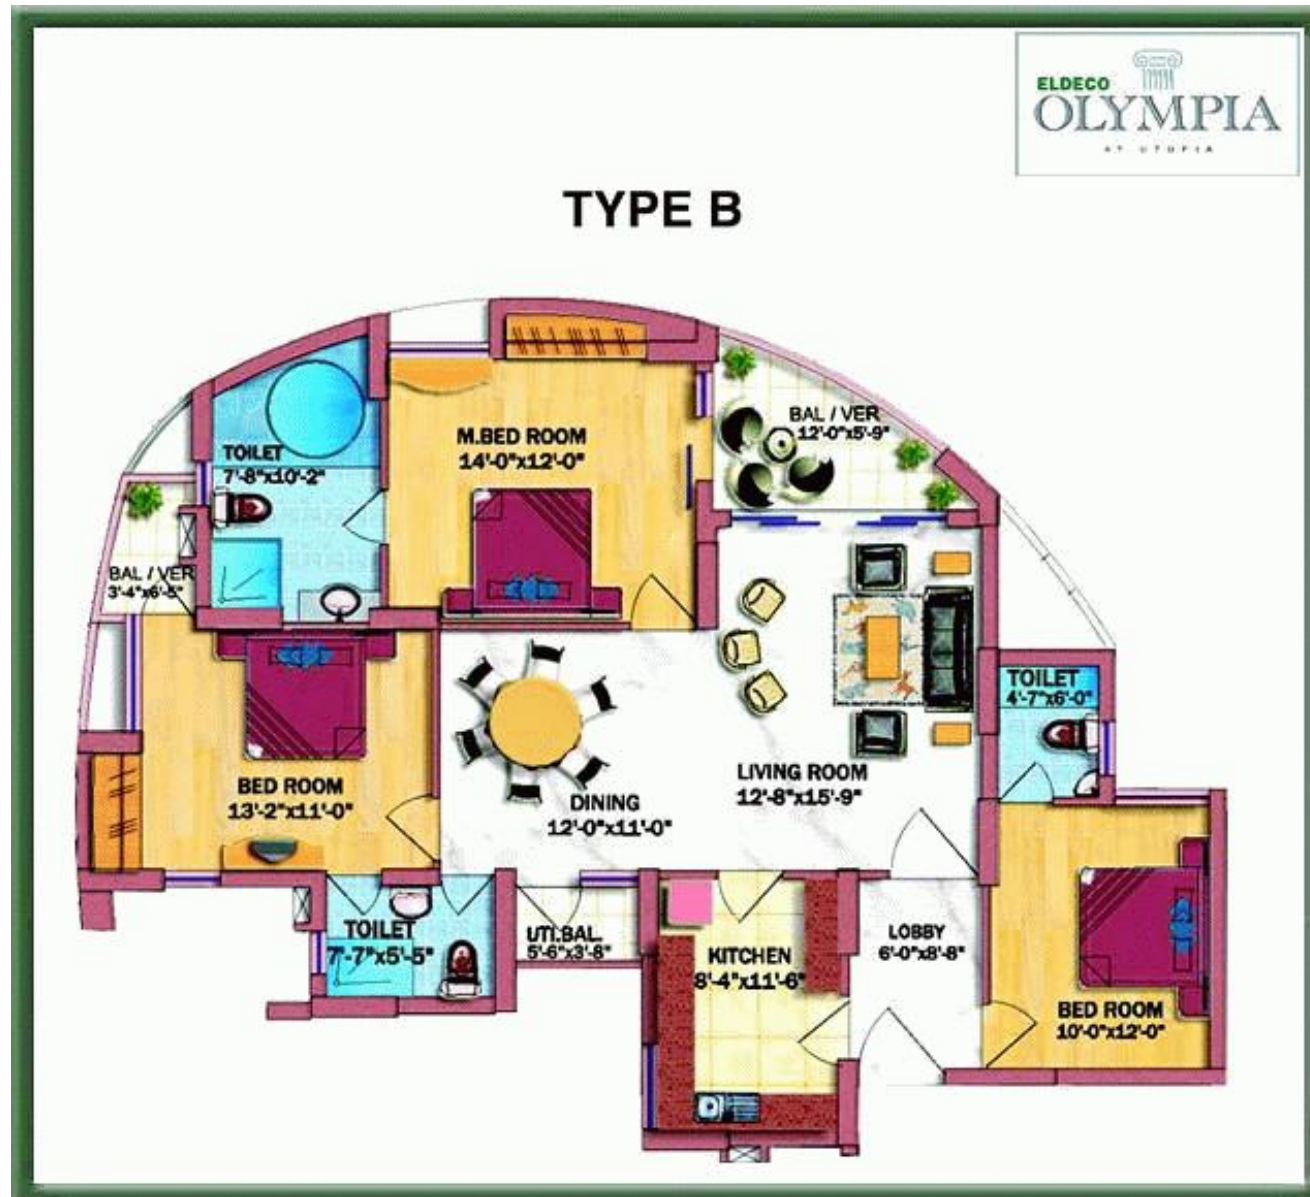 ELDECO
OLYMPIA
AT UTOPIA
TYPE B
BAL / VER
12'-0"x5'-9"
M.BED ROOM
14'-0"x12'-0"
TOILET
7'-8"x10'-2"
BAL / VER
3'-4"x6'-5"
TOILET
4'-7"x6'-0"
BED ROOM
13'-2"x11'-0"
DINING
12'-0"x11'-0"
LIVING ROOM
12'-8"x15'-9"
TOILET
7'-7"x5'-5"
UTI.BAL.
5'-6"x3'-8"
KITCHEN
8'-4"x11'-6"
LOBBY
6'-0"x8'-8"
BED ROOM
10'-0"x12'-0"